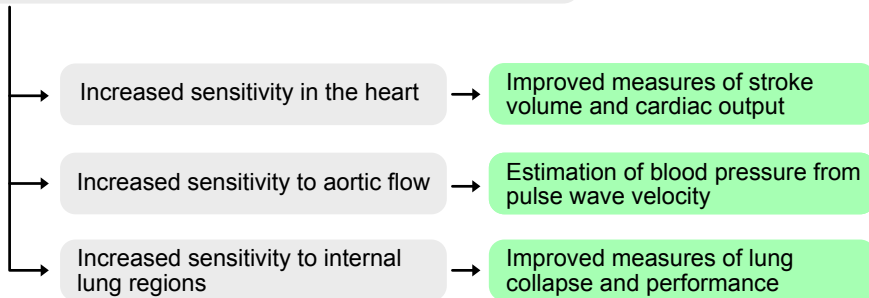 Increased sensitivity in the heart
Improved measures of stroke
volume and cardiac output
Increased sensitivity to aortic flow
Estimation of blood pressure from
pulse wave velocity
Increased sensitivity to internal
lung regions
Improved measures of lung
collapse and performance